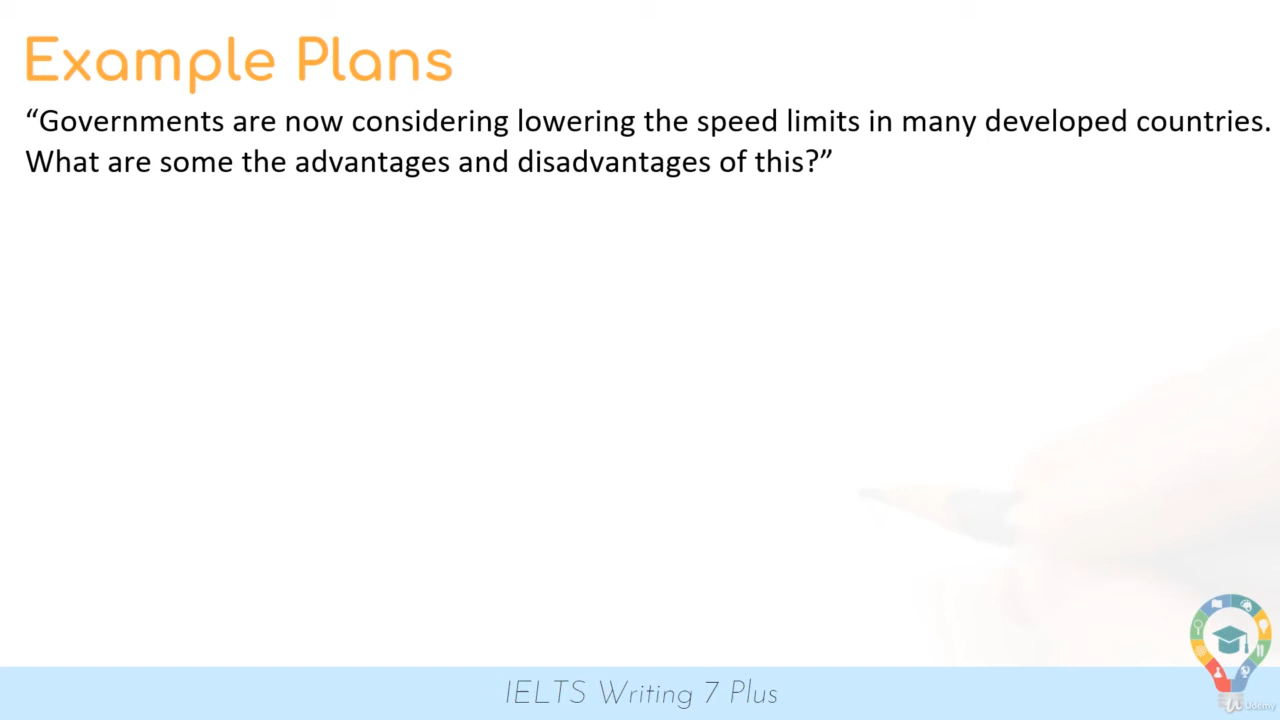 Example Plans
“Governments are now considering lowering the speed limits in many developed countries.
What are some the advantages and disadvantages of this?”
IELTS Writing 7 Plus
Udemy